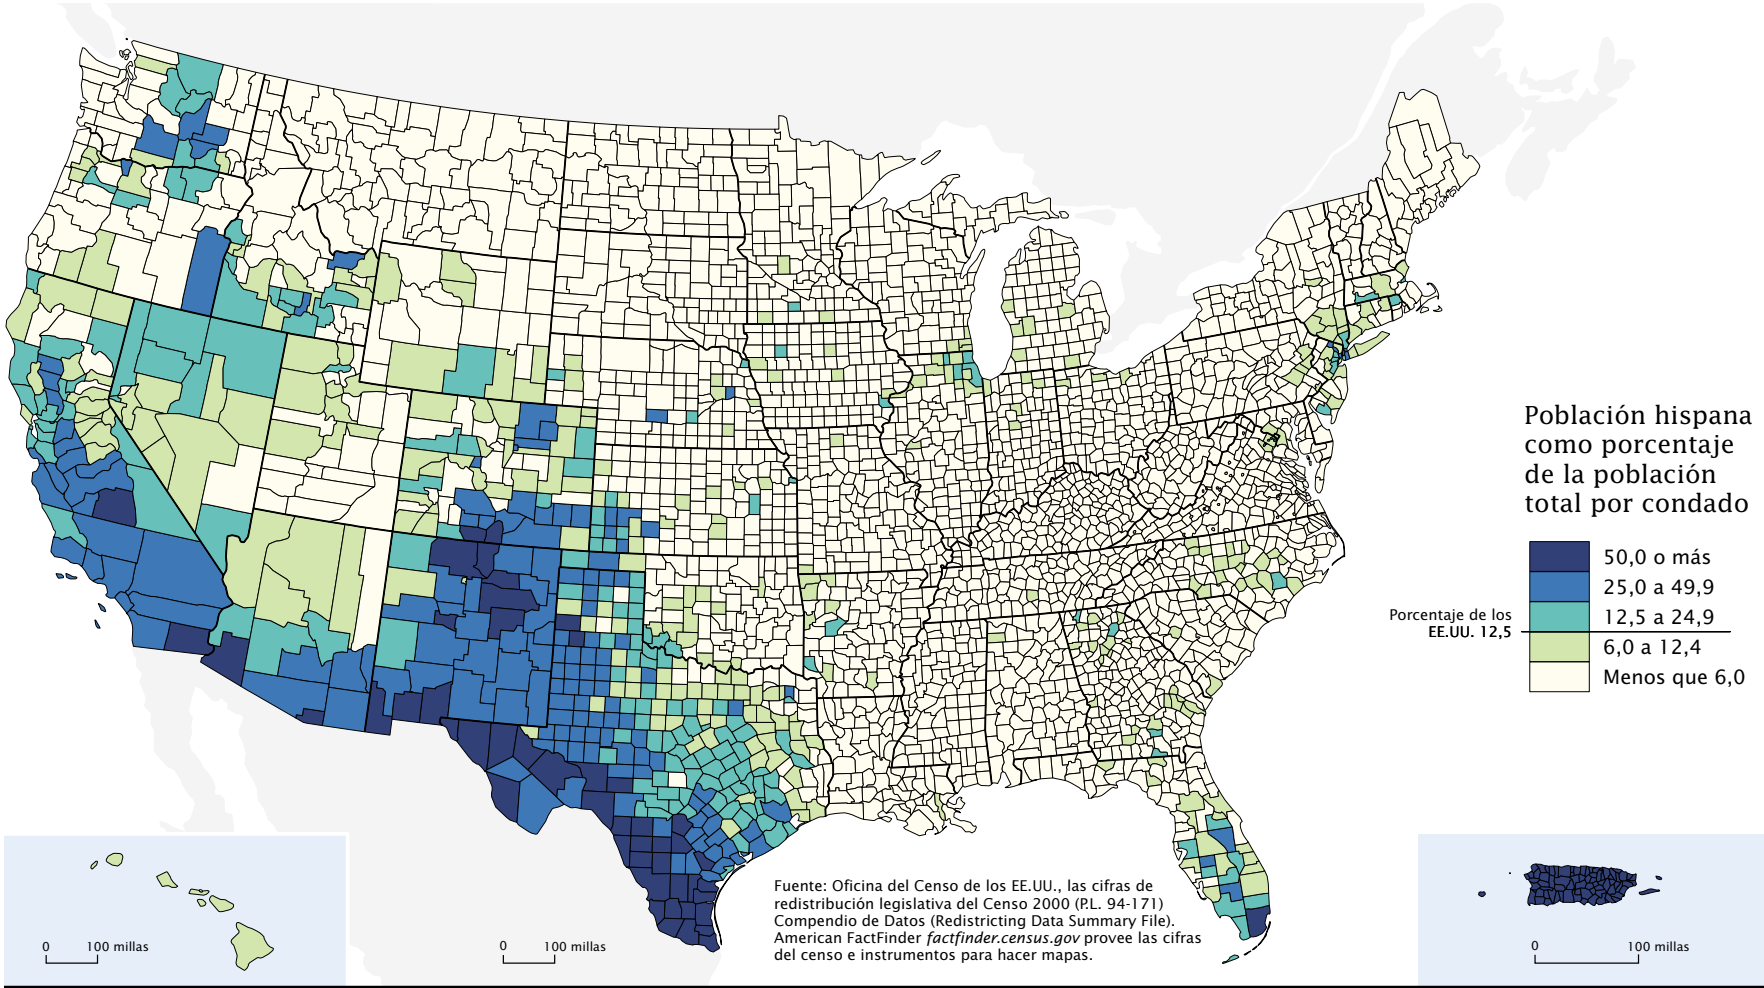 Población hispana
como porcentaje
de la población
total por condado
50,0 o más
25,0 a 49,9
12,5 a 24,9
6,0 a 12,4
Menos que 6,0
Porcentaje de los
EE.UU. 12,5
Fuente: Oficina del Censo de los EE.UU., las cifras de
redistribución legislativa del Censo 2000 (P.L. 94-171)
Compendio de Datos (Redistricting Data Summary File).
American FactFinder factfinder.census.gov provee las cifras
del censo e instrumentos para hacer mapas.
0 100 millas
0 100 millas
0 100 millas